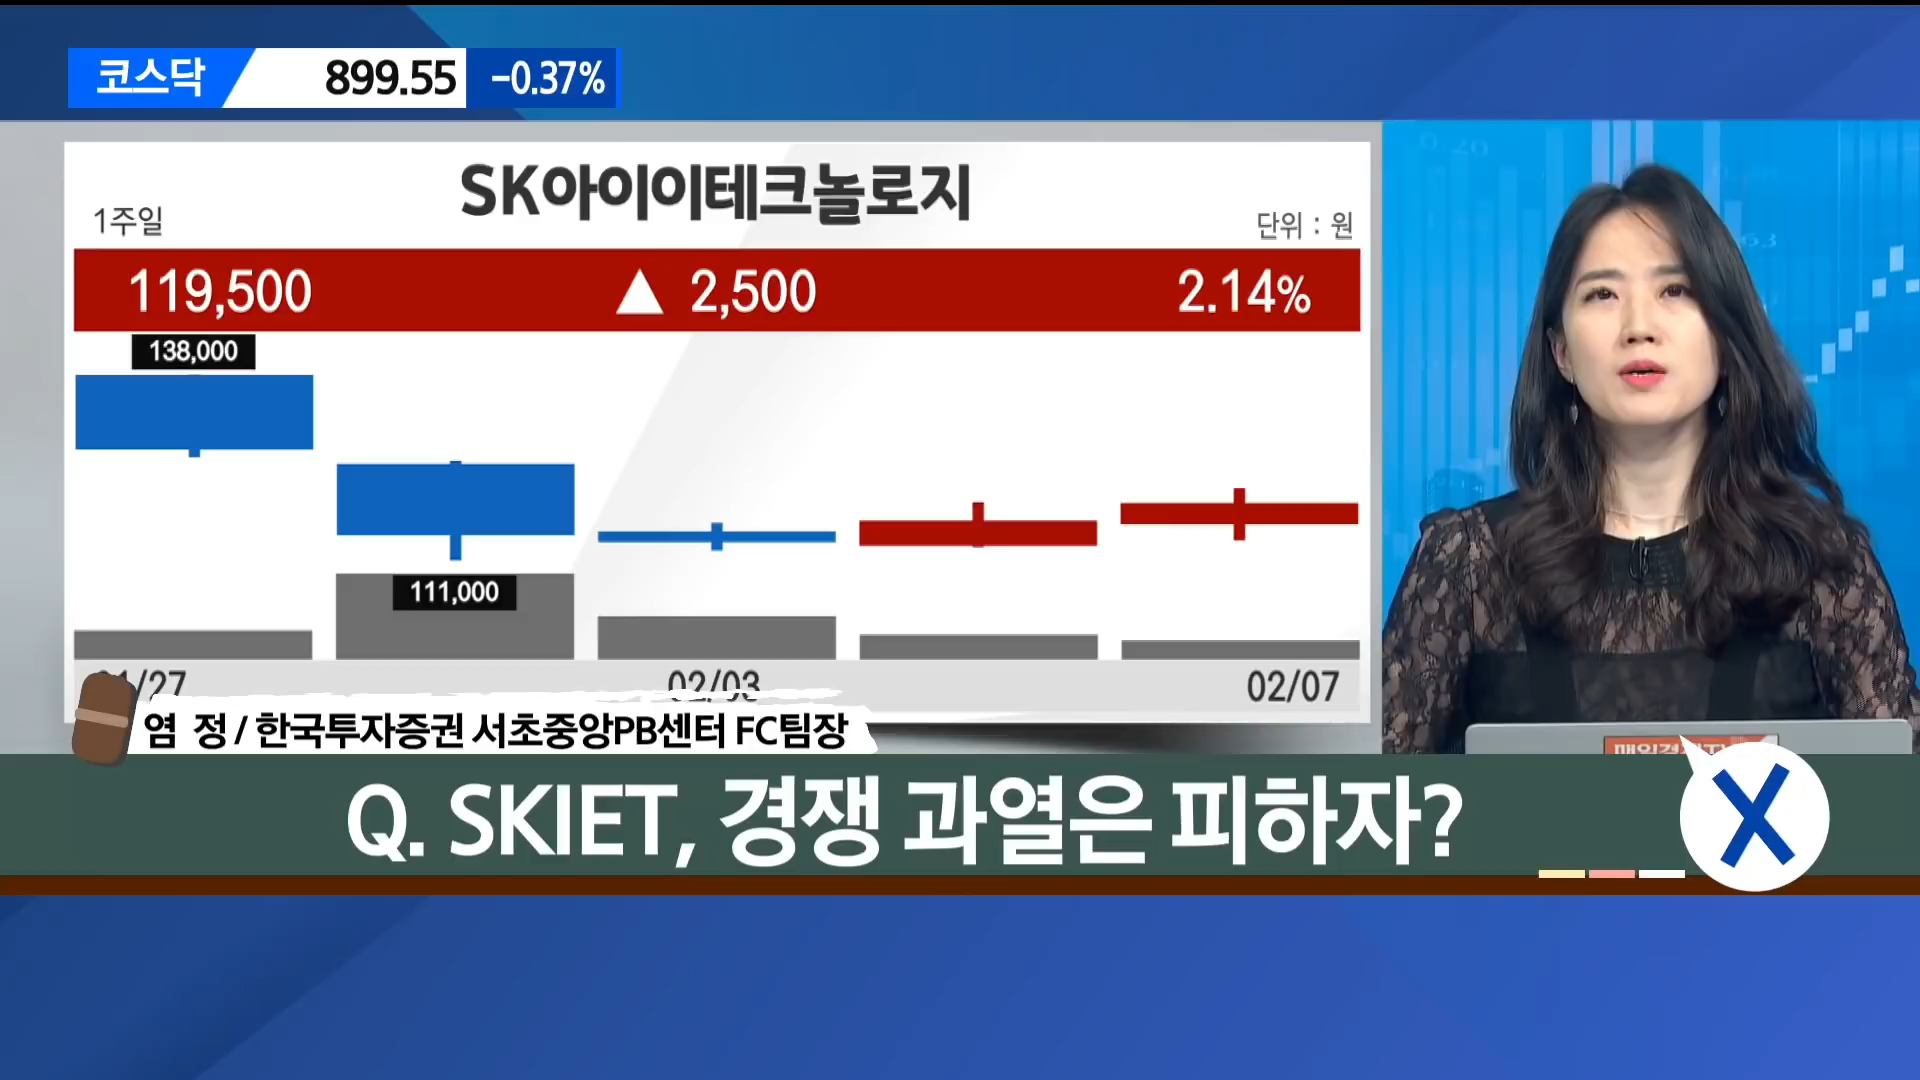 코스닥 899.55 -0.37%
SK아이이테크놀로지
1주일
단위 : 원
119,500 ▲ 2,500 2.14%
138,000
111,000
/27 02/03 02/07
염 정 / 한국투자증권 서초중앙PB센터 FC팀장
Q. SKIET, 경쟁 과열은 피하자?
X